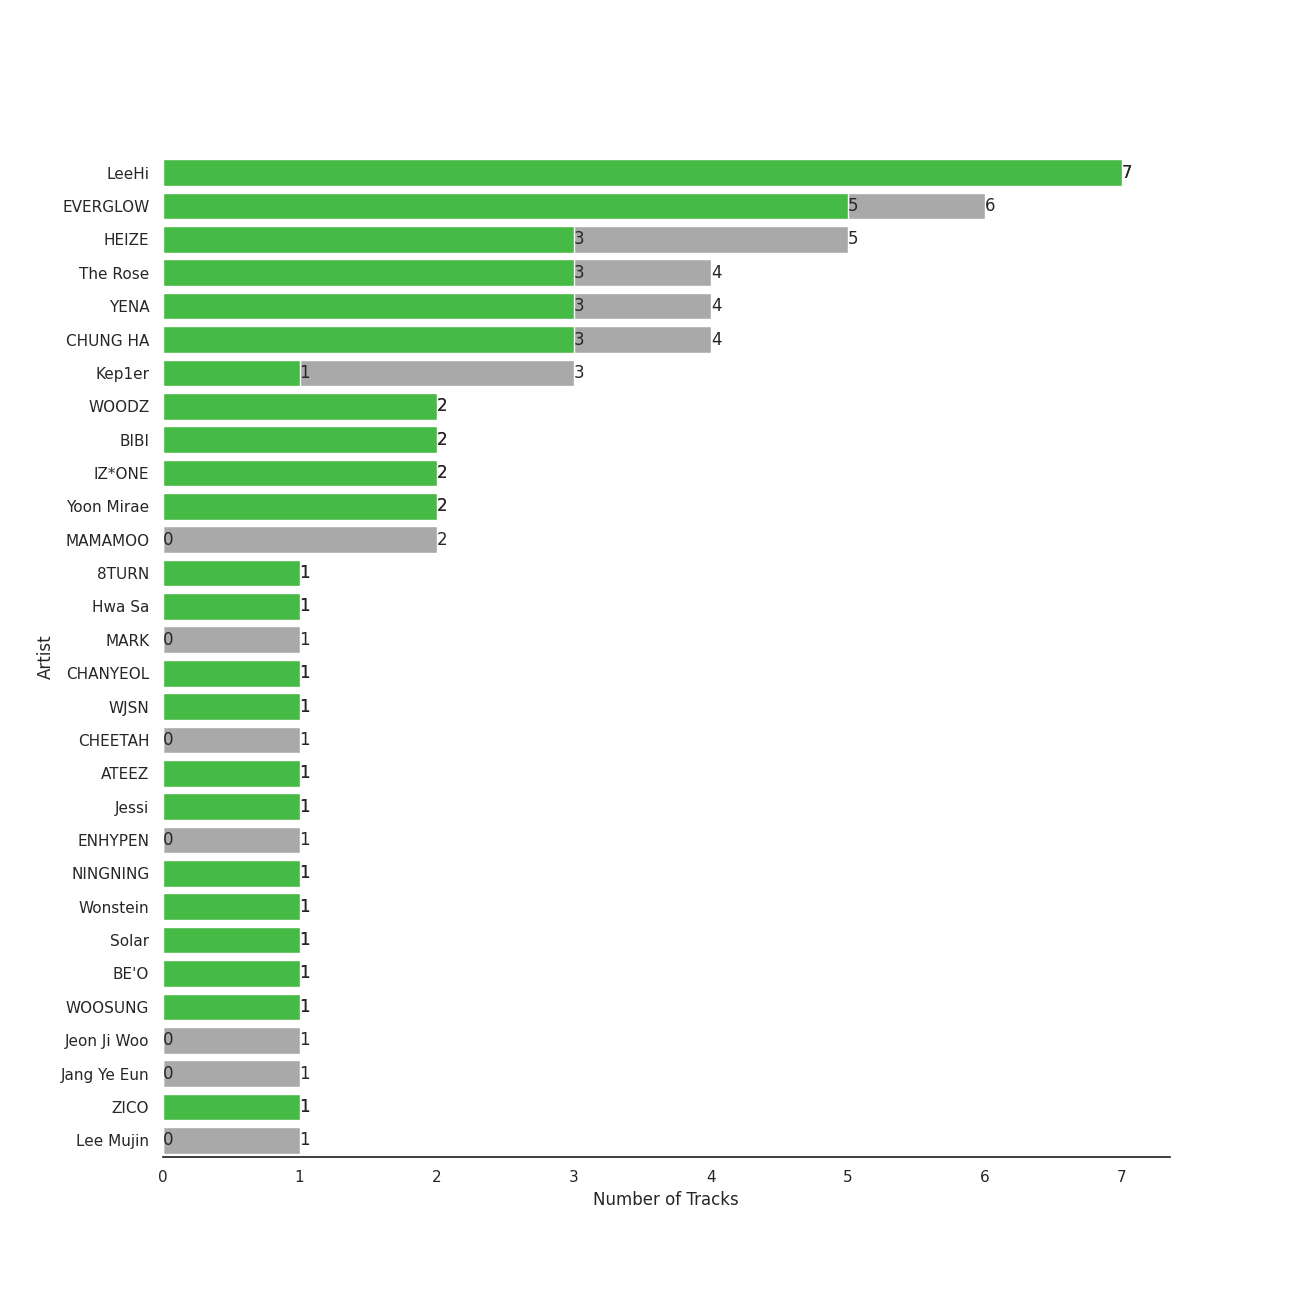 LeeHi 7
EVERGLOW 5 6
HEIZE 3 5
The Rose 3 4
YENA 3 4
CHUNG HA 3 4
Kep1er 1 3
WOODZ 2
BIBI 2
IZ*ONE 2
Yoon Mirae 2
MAMAMOO 0 2
8TURN 1
Hwa Sa 1
MARK 0 1
CHANYEOL 1
WJSN 1
CHEETAH 0 1
ATEEZ 1
Jessi 1
ENHYPEN 0 1
NINGNING 1
Wonstein 1
Solar 1
BE'O 1
WOOSUNG 1
Jeon Ji Woo 0 1
Jang Ye Eun 0 1
ZICO 1
Lee Mujin 0 1
Artist
0 1 2 3 4 5 6 7
Number of Tracks